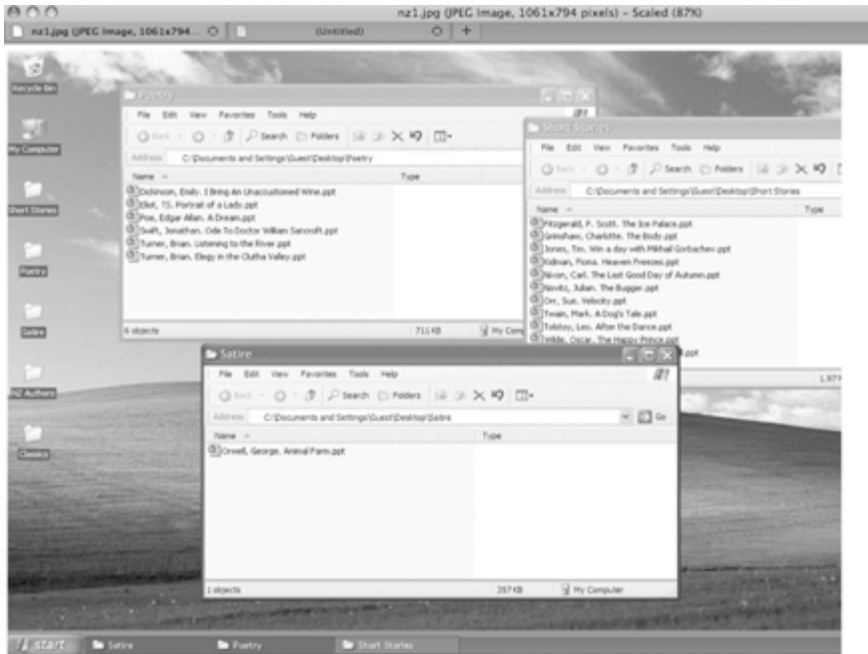 nz1.jpg (JPEG Image, 1061x794 pixels) – Scaled (87%)
nz1.jpg (JPEG Image, 1061x794... (Untitled) +
Recycle Bin
My Computer
Short Stories
Poetry
Satire
NZ Authors
Classics
Poetry
File Edit View Favorites Tools Help
Back Search Folders
Address C:\Documents and Settings\Guest\Desktop\Poetry
Name Type
Dickinson, Emily. I Bring An Unaccustomed Wine.ppt
Eliot, TS. Portrait of a Lady.ppt
Poe, Edgar Allan. A Dream.ppt
Swift, Jonathan. Ode To Doctor William Sancroft.ppt
Turner, Brian. Listening to the River.ppt
Turner, Brian. Elegy in the Clutha Valley.ppt
6 objects 711 KB My Comp
Short Stories
File Edit View Favorites Tools Help
Back Search Folders
Address C:\Documents and Settings\Guest\Desktop\Short Stories
Name Type
Fitzgerald, F. Scott. The Ice Palace.ppt
Grimshaw, Charlotte. The Body.ppt
Jones, Tim. Win a day with Mikhail Gorbachev.ppt
Kidman, Fiona. Heaven Freezes.ppt
Nixon, Carl. The Last Good Day of Autumn.ppt
Novitz, Julian. The Bugger.ppt
Orr, Sue. Velocity.ppt
Twain, Mark. A Dog's Tale.ppt
Tolstoy, Leo. After the Dance.ppt
Wilde, Oscar. The Happy Prince.ppt
.ppt
1.97
Satire
File Edit View Favorites Tools Help
Back Search Folders
Address C:\Documents and Settings\Guest\Desktop\Satire Go
Name Type
Orwell, George. Animal Farm.ppt
1 objects 357 KB My Computer
start Satire Poetry Short Stories